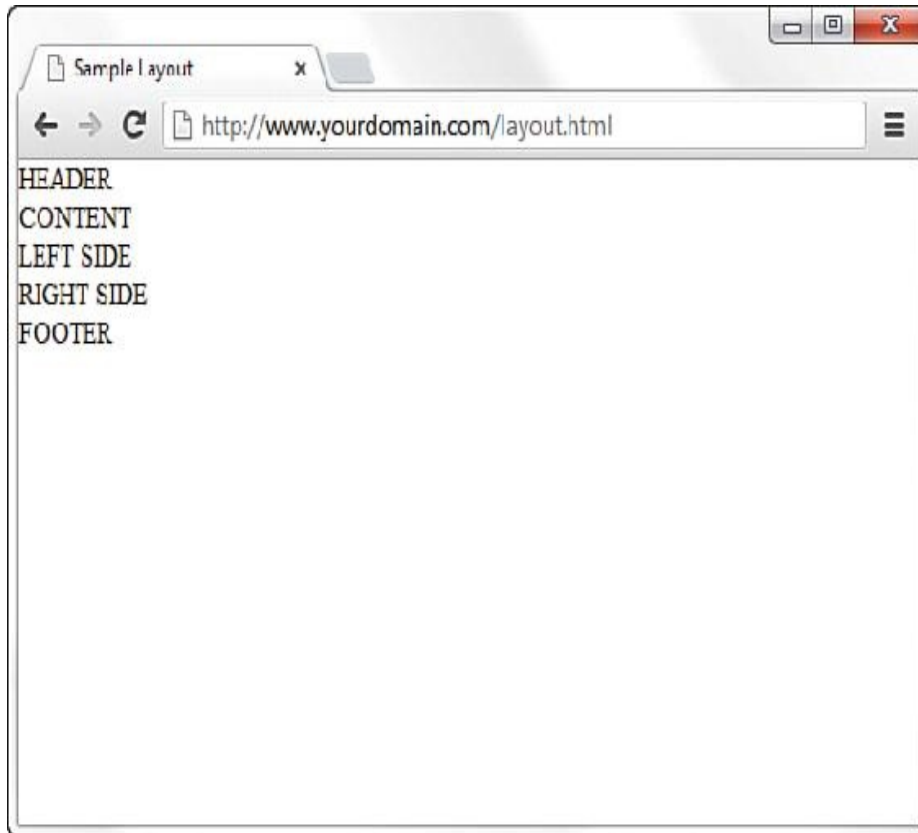 Sample Layout
http://www.yourdomain.com/layout.html
HEADER
CONTENT
LEFT SIDE
RIGHT SIDE
FOOTER